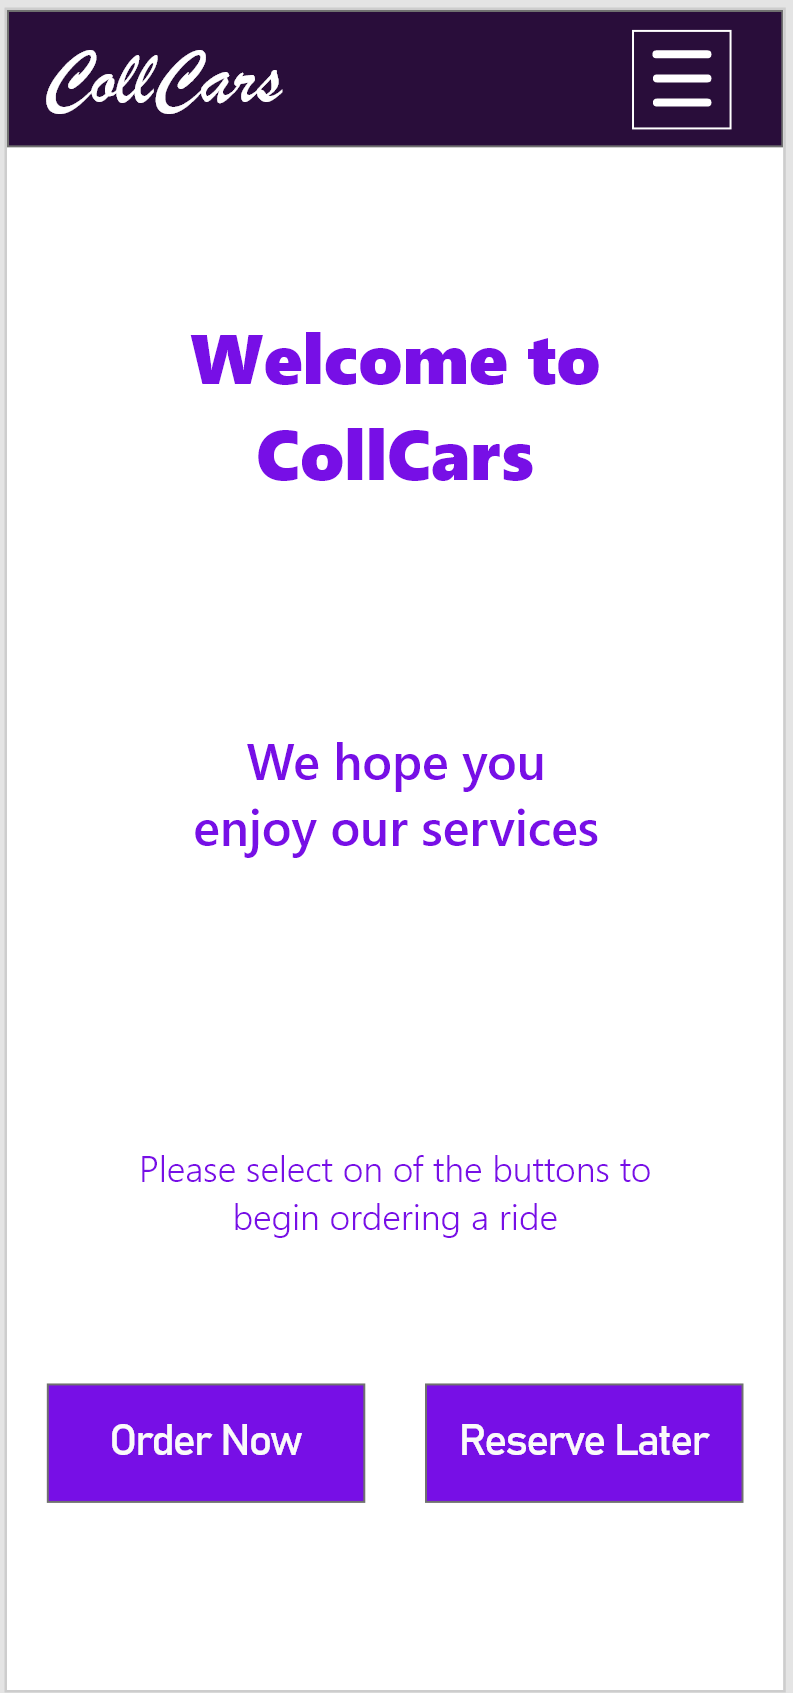 CollCars
Welcome to
CollCars
We hope you
enjoy our services
Please select on of the buttons to
begin ordering a ride
Order Now
Reserve Later